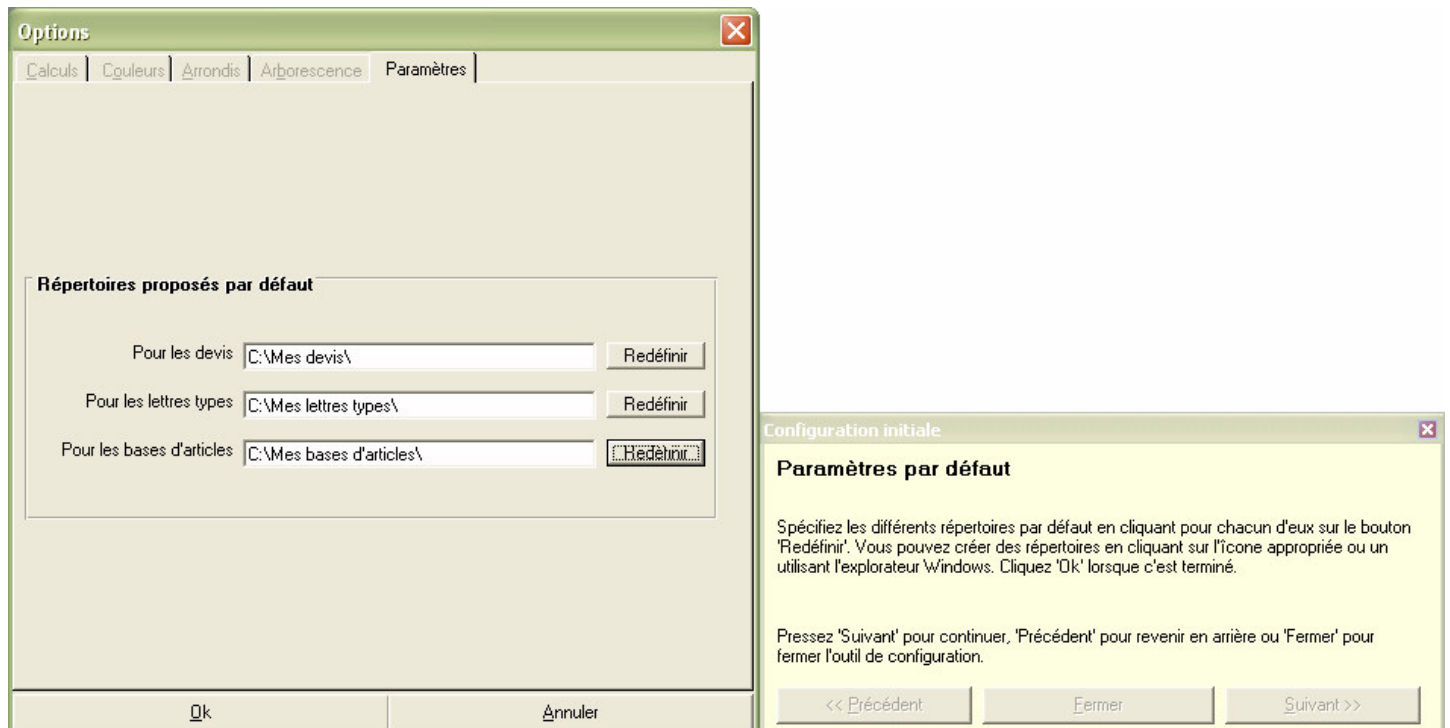 Options
Calculs Couleurs Arrondis Arborescence Paramètres
Répertoires proposés par défaut
Pour les devis C:\Mes devis\ Redéfinir
Pour les lettres types C:\Mes lettres types\ Redéfinir
Pour les bases d'articles C:\Mes bases d'articles\ Redéfinir
Ok Annuler
Configuration initiale
Paramètres par défaut
Spécifiez les différents répertoires par défaut en cliquant pour chacun d'eux sur le bouton
'Redéfinir'. Vous pouvez créer des répertoires en cliquant sur l'îcone appropriée ou un
utilisant l'explorateur Windows. Cliquez 'Ok' lorsque c'est terminé.
Pressez 'Suivant' pour continuer, 'Précédent' pour revenir en arrière ou 'Fermer' pour
fermer l'outil de configuration.
<< Précédent Fermer Suivant >>